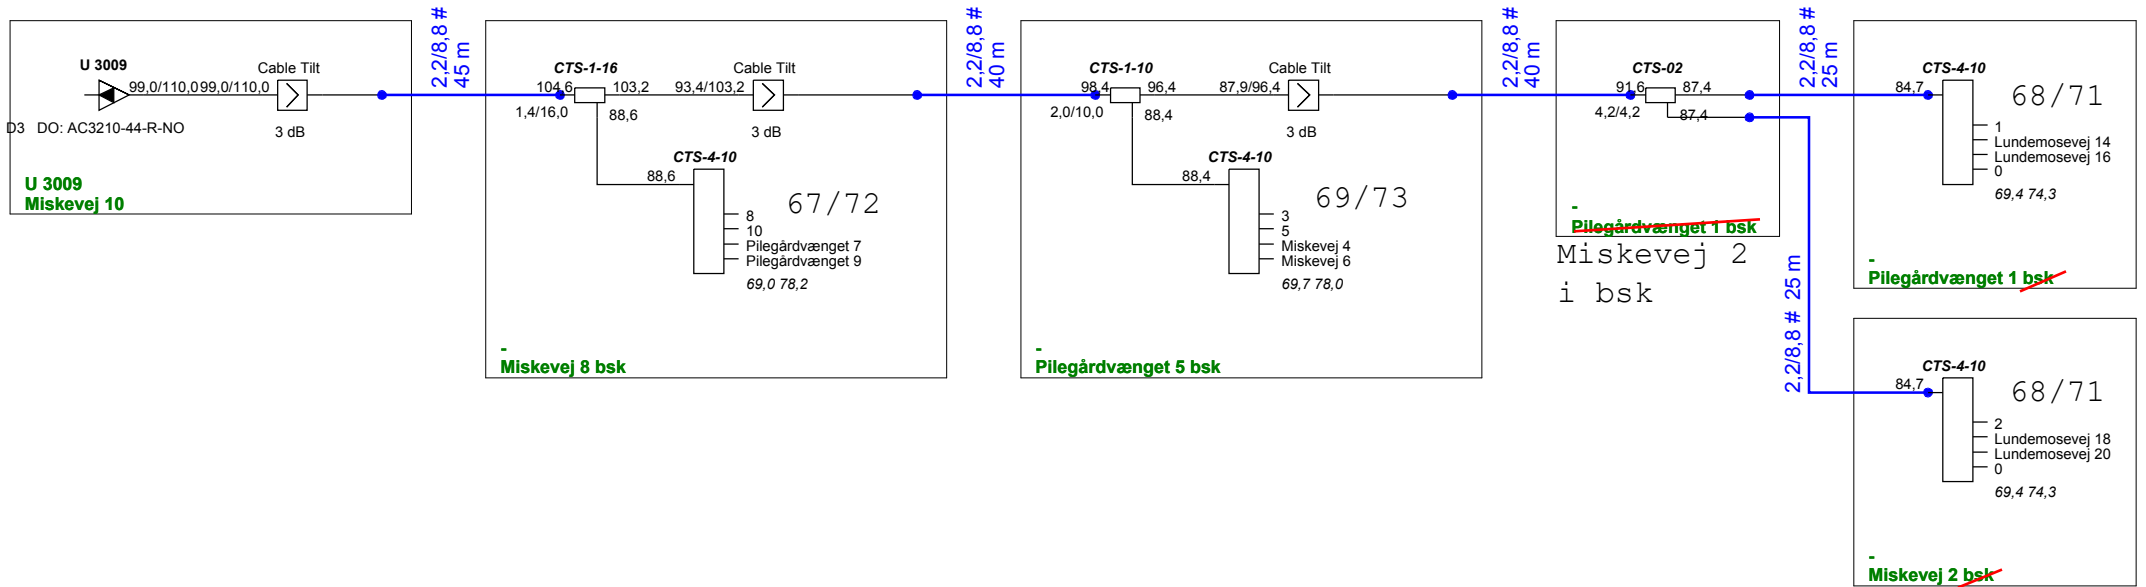 U 3009
99,0/110,0
99,0/110,0
Cable Tilt
3 dB
D3 DO: AC3210-44-R-NO
U 3009
Miskevej 10
2,2/8,8 #
45 m
CTS-1-16
104,6
103,2
1,4/16,0
88,6
93,4/103,2
Cable Tilt
3 dB
CTS-4-10
88,6
67/72
8
10
Pilegårdvænget 7
Pilegårdvænget 9
69,0 78,2
-
Miskevej 8 bsk
2,2/8,8 #
40 m
CTS-1-10
98,4
96,4
2,0/10,0
88,4
87,9/96,4
Cable Tilt
3 dB
CTS-4-10
88,4
69/73
3
5
Miskevej 4
Miskevej 6
69,7 78,0
-
Pilegårdvænget 5 bsk
2,2/8,8 #
40 m
CTS-02
91,6
87,4
4,2/4,2
87,4
-
Pilegårdvænget 1 bsk
Miskevej 2
i bsk
2,2/8,8 #
25 m
CTS-4-10
84,7
68/71
1
Lundemosevej 14
Lundemosevej 16
0
69,4 74,3
-
Pilegårdvænget 1 bsk
2,2/8,8 # 25 m
CTS-4-10
84,7
68/71
2
Lundemosevej 18
Lundemosevej 20
0
69,4 74,3
-
Miskevej 2 bsk